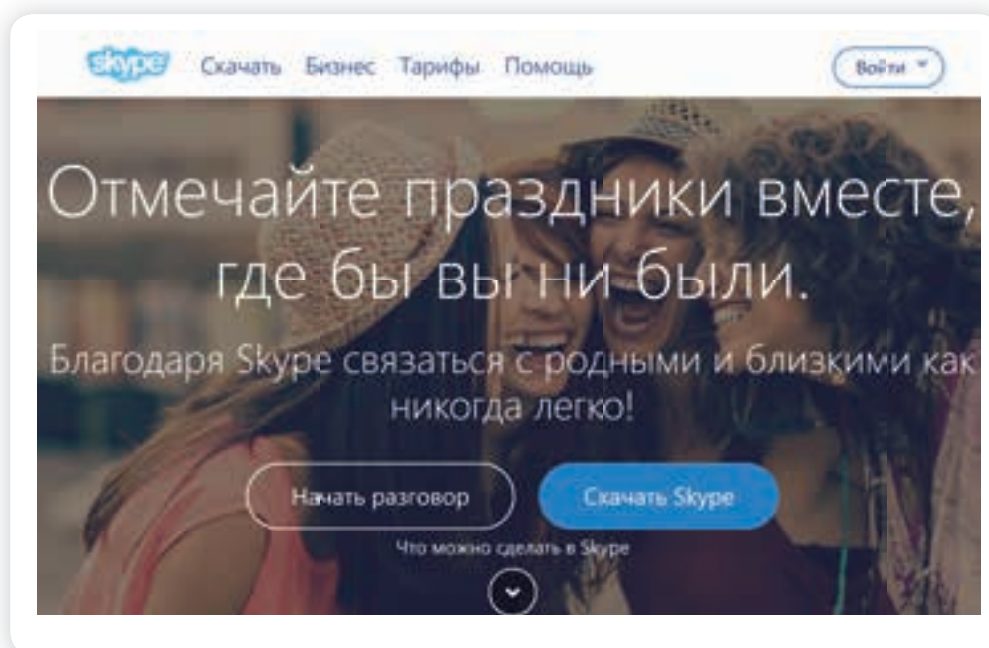 skype Скачать Бизнес Тарифы Помощь Войти
Отмечайте праздники вместе,
где бы вы ни были.
Благодаря Skype связаться с родными и близкими как
никогда легко!
Начать разговор Скачать Skype
Что можно сделать в Skype